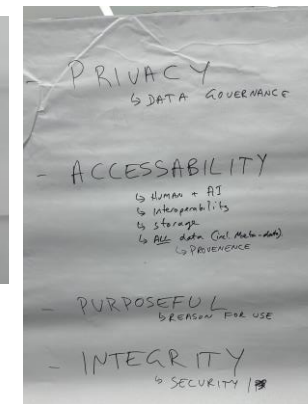 - PRIVACY
↳ DATA GOVERNANCE
- ACCESSABILITY
↳ HUMAN + AI
↳ Interoperability
↳ storage
↳ ALL data (incl. Meta-data)
↳ PROVENENCE
- PURPOSEFUL
↳ REASON FOR USE
- INTEGRITY
↳ SECURITY /